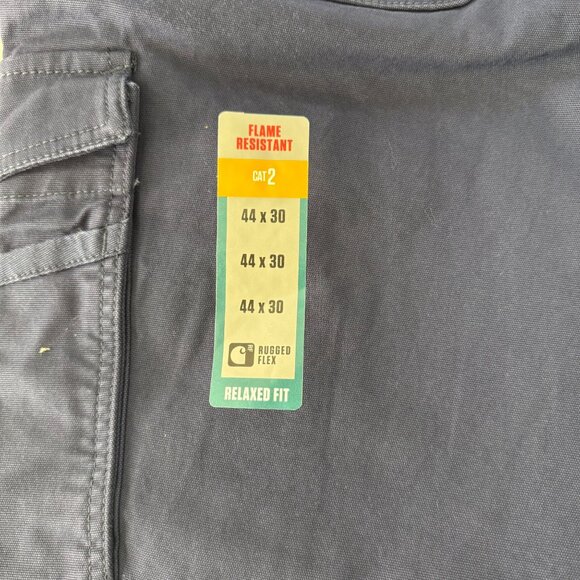 FLAME
RESISTANT
CAT 2
44 x 30
44 x 30
44 x 30
RUGGED
FLEX
RELAXED FIT